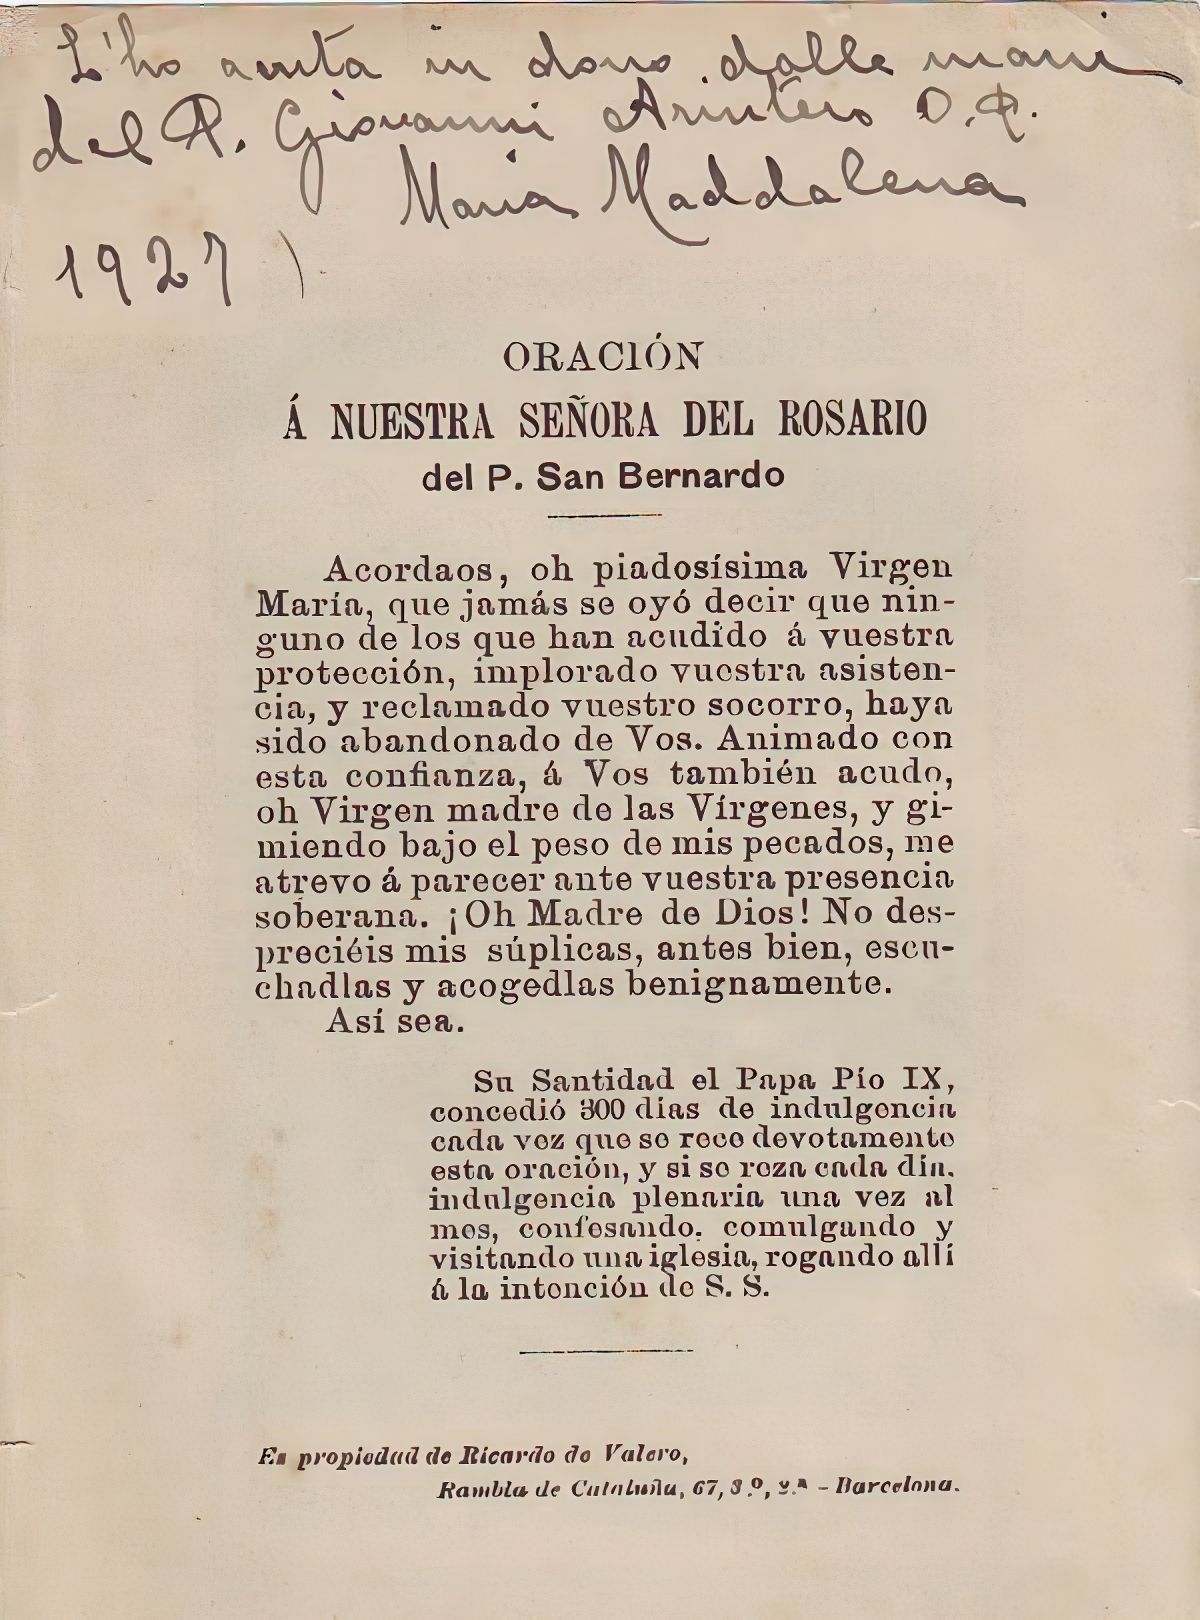 L'ho avuta in dono dalle mani
del P. Giovanni Arintero O.P.
Maria Maddalena
1927
ORACIÓN
Á NUESTRA SEÑORA DEL ROSARIO
del P. San Bernardo
Acordaos, oh piadosísima Virgen
María, que jamás se oyó decir que nin-
guno de los que han acudido á vuestra
protección, implorado vuestra asisten-
cia, y reclamado vuestro socorro, haya
sido abandonado de Vos. Animado con
esta confianza, á Vos también acudo,
oh Virgen madre de las Vírgenes, y gi-
miendo bajo el peso de mis pecados, me
atrevo á parecer ante vuestra presencia
soberana. ¡Oh Madre de Dios! No des-
preciéis mis súplicas, antes bien, escu-
chadlas y acogedlas benignamente.
Así sea.
Su Santidad el Papa Pío IX,
concedió 300 días de indulgencia
cada vez que se rece devotamente
esta oración, y si se reza cada día,
indulgencia plenaria una vez al
mes, confesando, comulgando y
visitando una iglesia, rogando allí
á la intención de S. S.
Es propiedad de Ricardo de Valero,
Rambla de Cataluña, 67, 3.º, 2.ª - Barcelona.